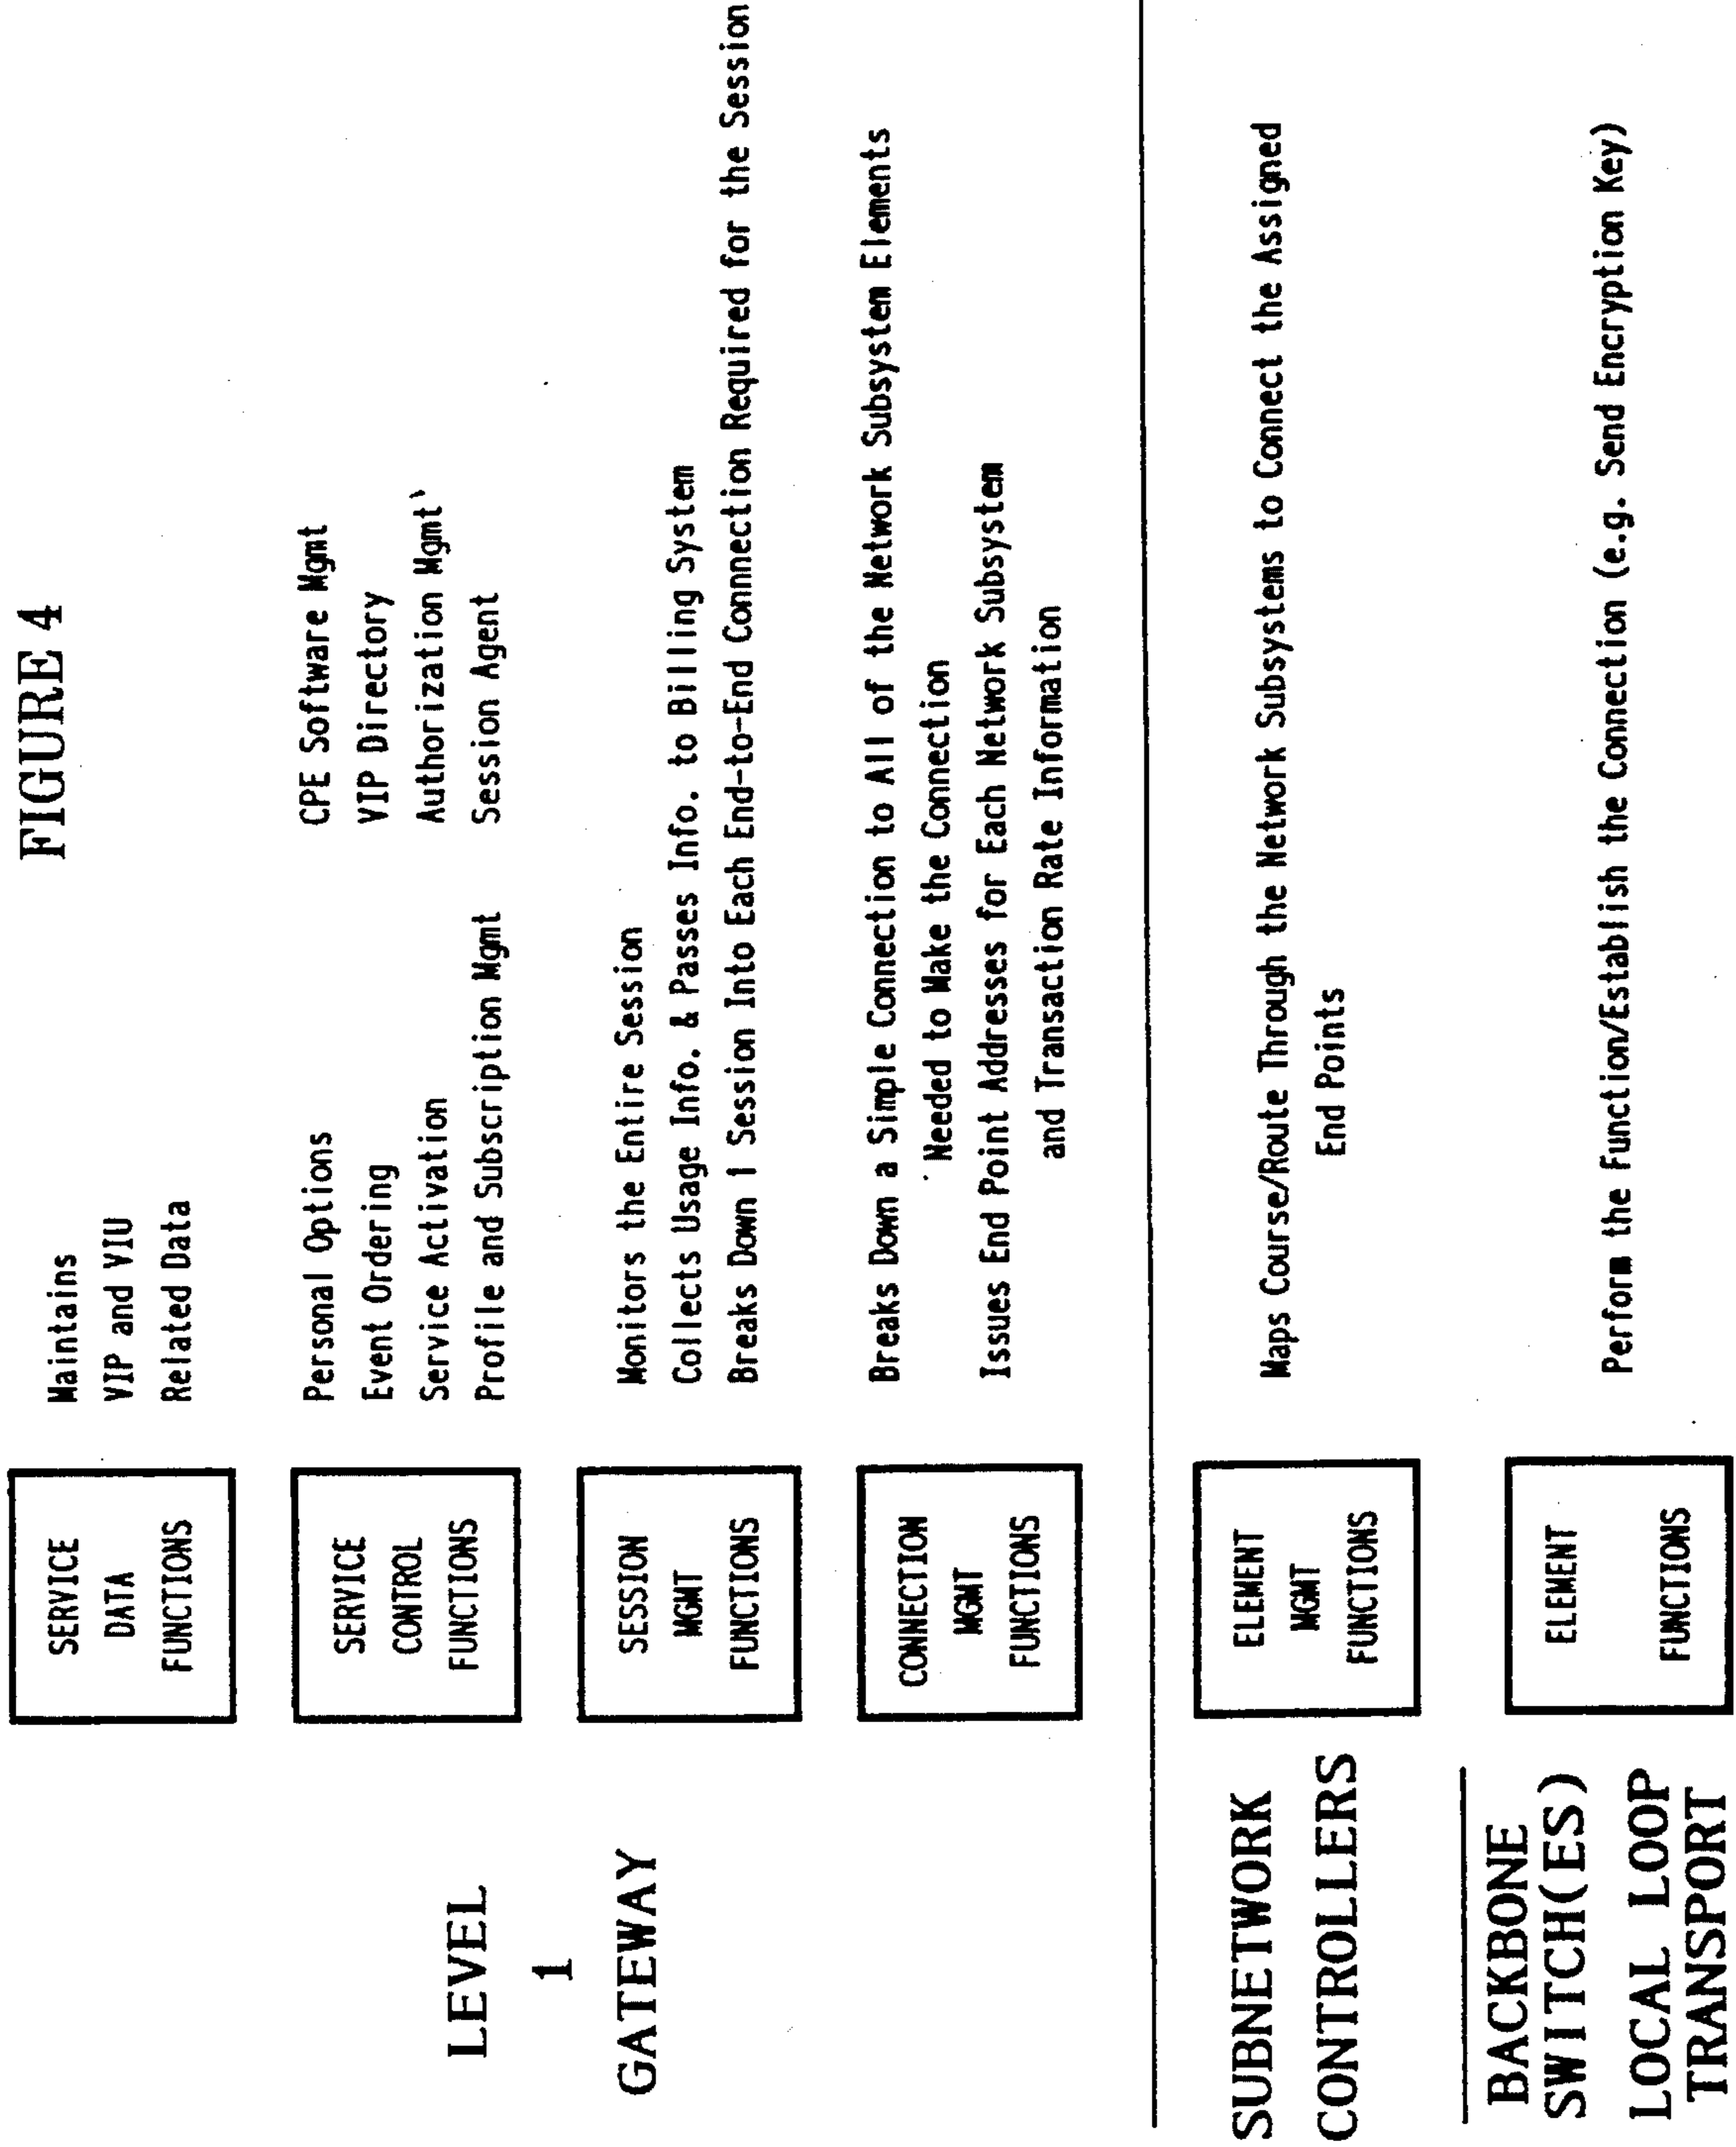 FIGURE 4
LEVEL
1
GATEWAY
SERVICE
DATA
FUNCTIONS
Maintains
VIP and VIU
Related Data
SERVICE
CONTROL
FUNCTIONS
Personal Options
Event Ordering
Service Activation
Profile and Subscription Mgmt
CPE Software Mgmt
VIP Directory
Authorization Mgmt
Session Agent
SESSION
MGMT
FUNCTIONS
Monitors the Entire Session
Collects Usage Info. & Passes Info. to Billing System
Breaks Down 1 Session Into Each End-to-End Connection Required for the Session
CONNECTION
MGMT
FUNCTIONS
Breaks Down a Simple Connection to All of the Network Subsystem Elements
Needed to Make the Connection
Issues End Point Addresses for Each Network Subsystem
and Transaction Rate Information
SUBNETWORK
CONTROLLERS
ELEMENT
MGMT
FUNCTIONS
Maps Course/Route Through the Network Subsystems to Connect the Assigned
End Points
BACKBONE
SWITCH(ES)
LOCAL LOOP
TRANSPORT
ELEMENT
FUNCTIONS
Perform the Function/Establish the Connection (e.g. Send Encryption Key)